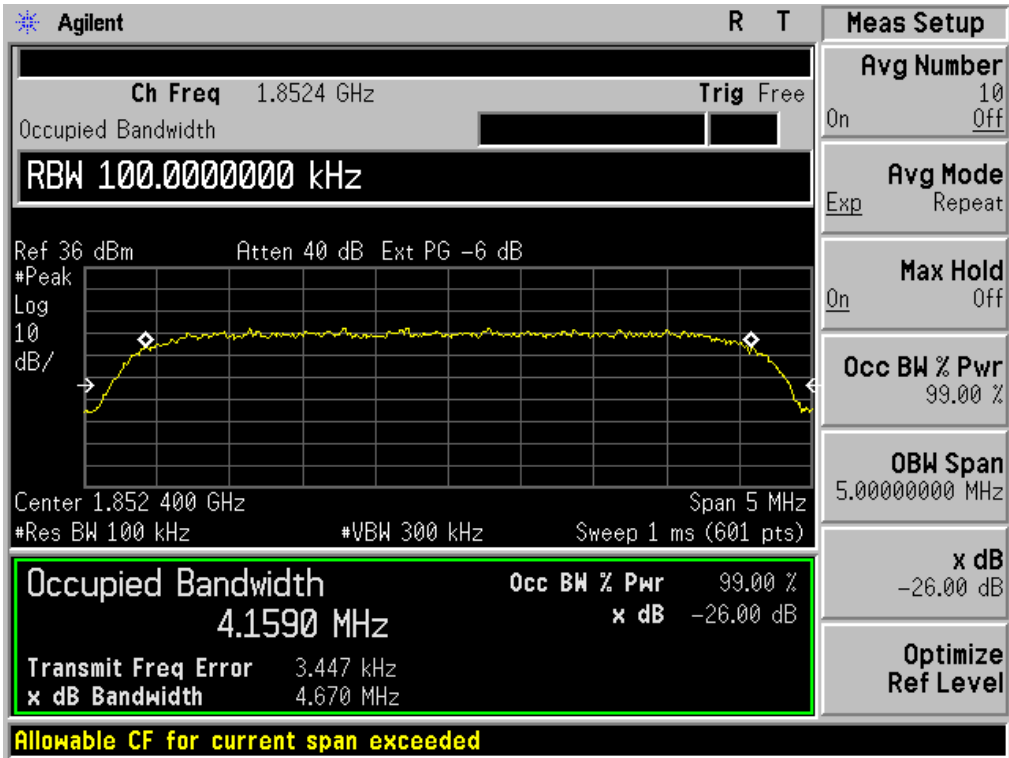 Agilent R T
Ch Freq 1.8524 GHz Trig Free
Occupied Bandwidth
RBW 100.0000000 kHz
Ref 36 dBm Atten 40 dB Ext PG -6 dB
#Peak
Log
10
dB/
Center 1.852 400 GHz Span 5 MHz
#Res BW 100 kHz #VBW 300 kHz Sweep 1 ms (601 pts)
Occupied Bandwidth Occ BW % Pwr 99.00 %
4.1590 MHz x dB -26.00 dB
Transmit Freq Error 3.447 kHz
x dB Bandwidth 4.670 MHz
Allowable CF for current span exceeded
Meas Setup
Avg Number
10
On Off
Avg Mode
Exp Repeat
Max Hold
On Off
Occ BW % Pwr
99.00 %
OBW Span
5.00000000 MHz
x dB
-26.00 dB
Optimize
Ref Level